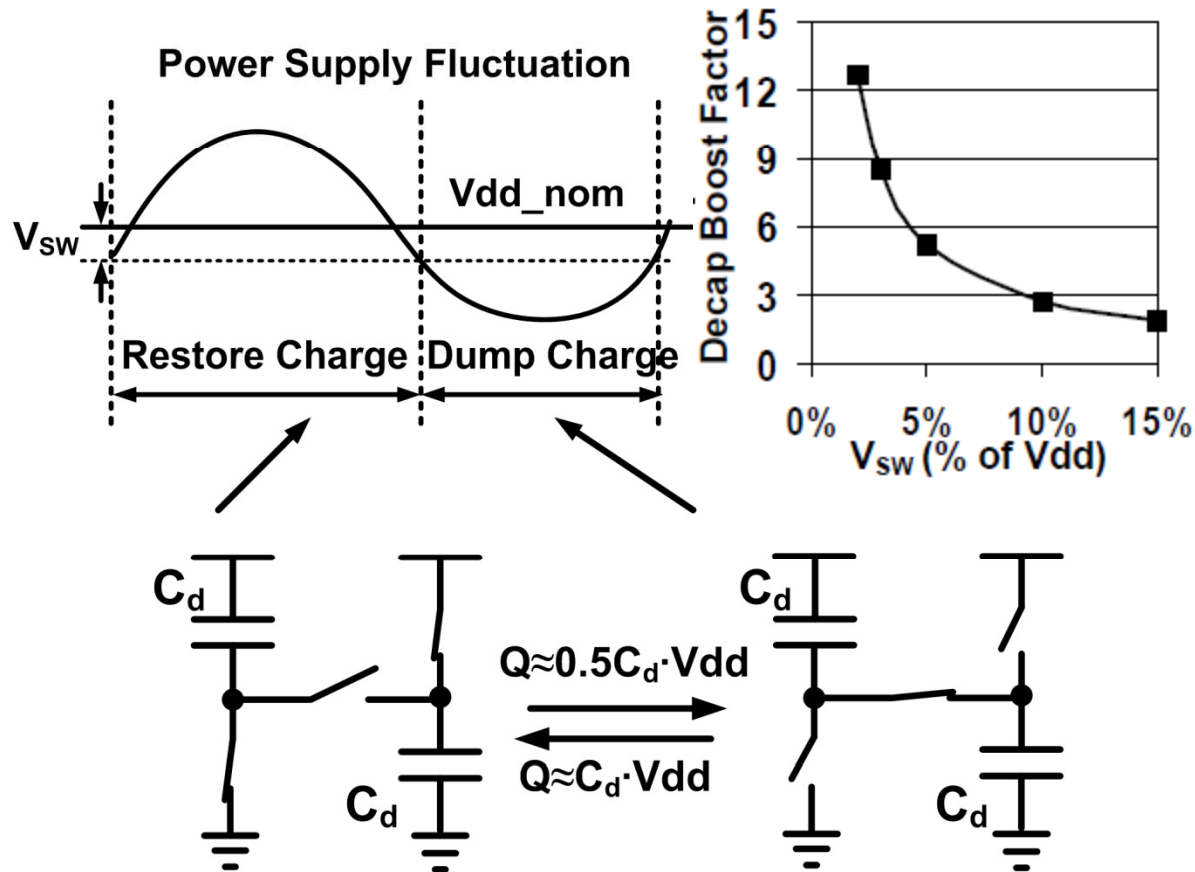 Power Supply Fluctuation
Vdd_nom
VSW
Restore Charge
Dump Charge
Decap Boost Factor
15
12
9
6
3
0
0%
5%
10%
15%
VSW (% of Vdd)
Cd
Cd
Q≈0.5Cd·Vdd
Q≈Cd·Vdd
Cd
Cd